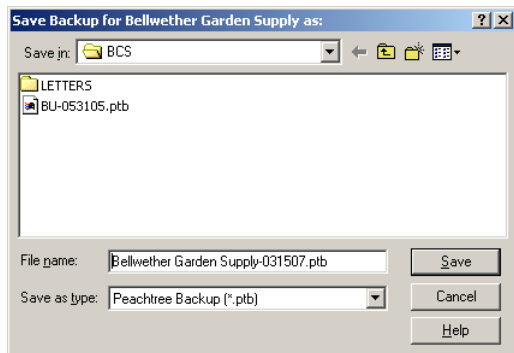 Save Backup for Bellwether Garden Supply as:
Save in: BCS
LETTERS
BU-053105.ptb
File name: Bellwether Garden Supply-031507.ptb Save
Save as type: Peachtree Backup (*.ptb) Cancel
Help